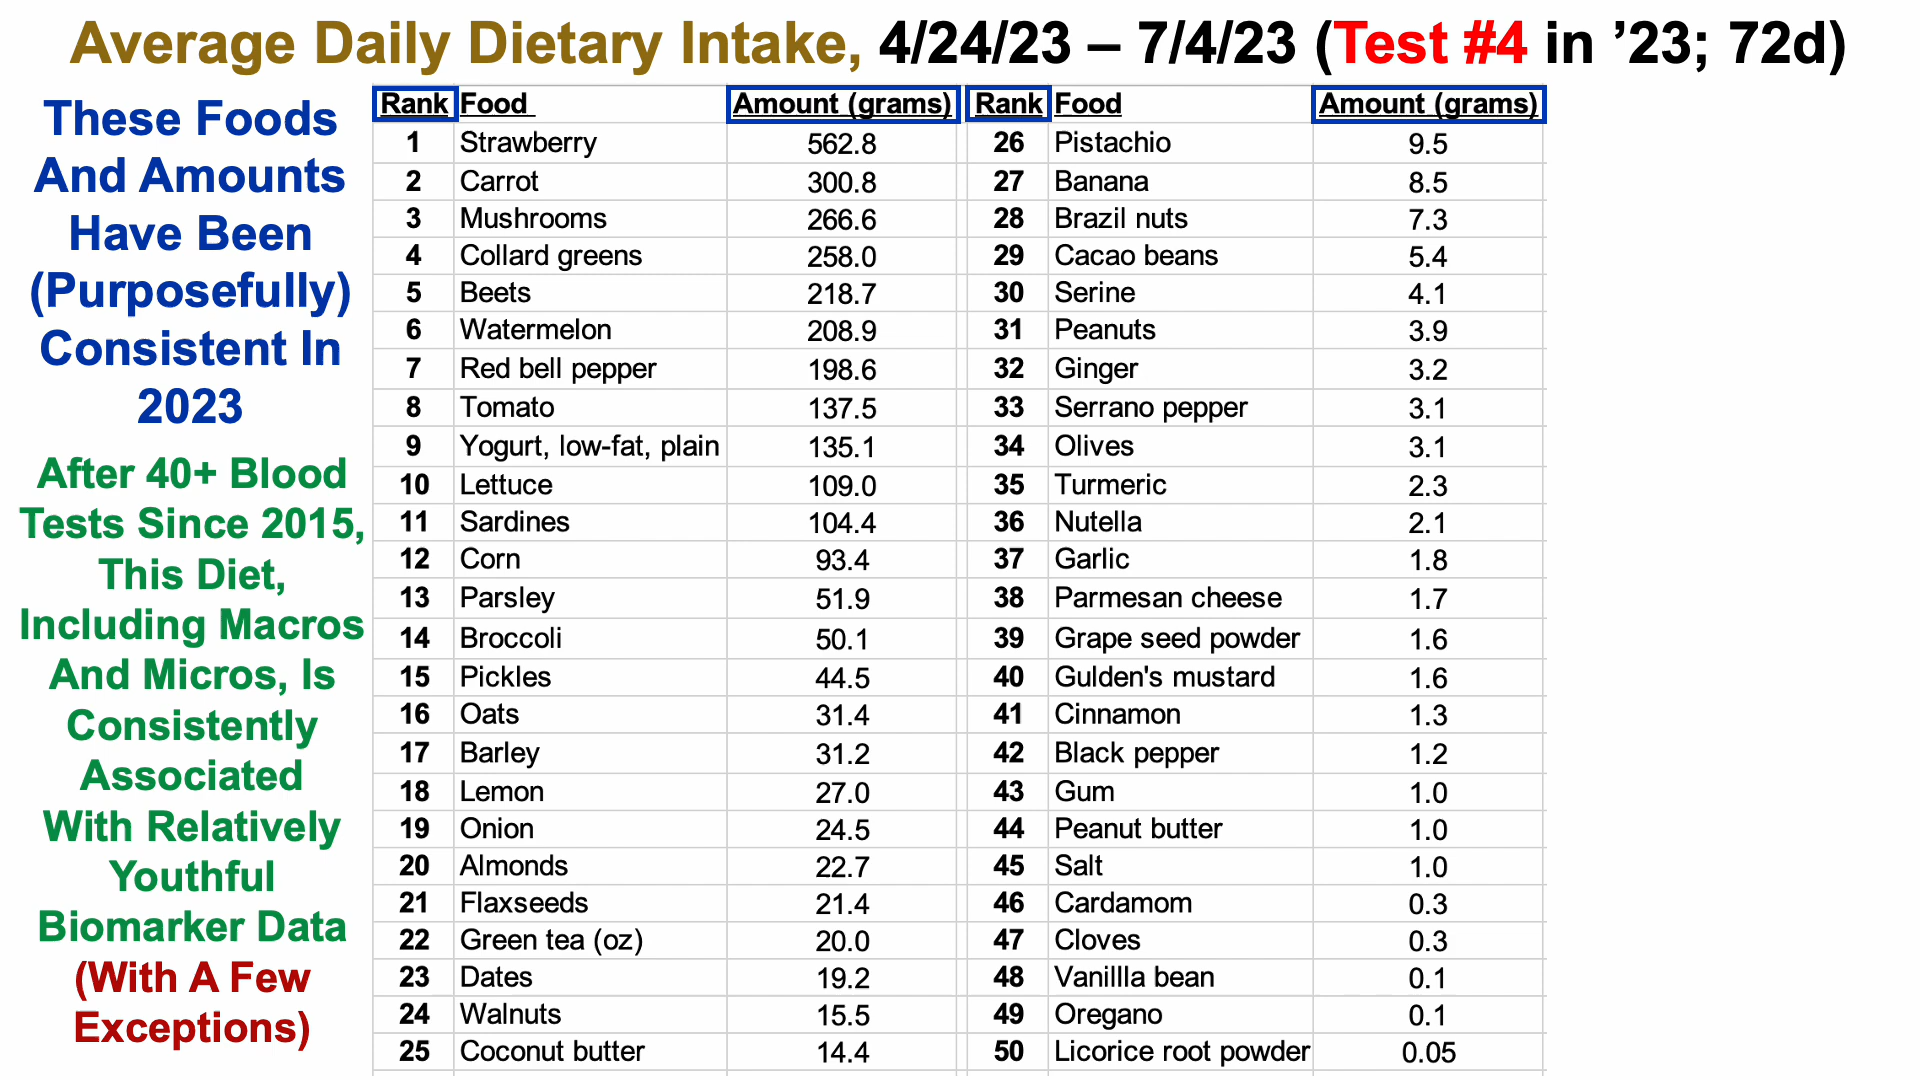 Average Daily Dietary Intake, 4/24/23 – 7/4/23 (Test #4 in ’23; 72d)
These Foods
And Amounts
Have Been
(Purposefully)
Consistent In
2023
After 40+ Blood
Tests Since 2015,
This Diet,
Including Macros
And Micros, Is
Consistently
Associated
With Relatively
Youthful
Biomarker Data
(With A Few
Exceptions)
Rank Food Amount (grams) Rank Food Amount (grams)
1 Strawberry 562.8 26 Pistachio 9.5
2 Carrot 300.8 27 Banana 8.5
3 Mushrooms 266.6 28 Brazil nuts 7.3
4 Collard greens 258.0 29 Cacao beans 5.4
5 Beets 218.7 30 Serine 4.1
6 Watermelon 208.9 31 Peanuts 3.9
7 Red bell pepper 198.6 32 Ginger 3.2
8 Tomato 137.5 33 Serrano pepper 3.1
9 Yogurt, low-fat, plain 135.1 34 Olives 3.1
10 Lettuce 109.0 35 Turmeric 2.3
11 Sardines 104.4 36 Nutella 2.1
12 Corn 93.4 37 Garlic 1.8
13 Parsley 51.9 38 Parmesan cheese 1.7
14 Broccoli 50.1 39 Grape seed powder 1.6
15 Pickles 44.5 40 Gulden's mustard 1.6
16 Oats 31.4 41 Cinnamon 1.3
17 Barley 31.2 42 Black pepper 1.2
18 Lemon 27.0 43 Gum 1.0
19 Onion 24.5 44 Peanut butter 1.0
20 Almonds 22.7 45 Salt 1.0
21 Flaxseeds 21.4 46 Cardamom 0.3
22 Green tea (oz) 20.0 47 Cloves 0.3
23 Dates 19.2 48 Vanillla bean 0.1
24 Walnuts 15.5 49 Oregano 0.1
25 Coconut butter 14.4 50 Licorice root powder 0.05